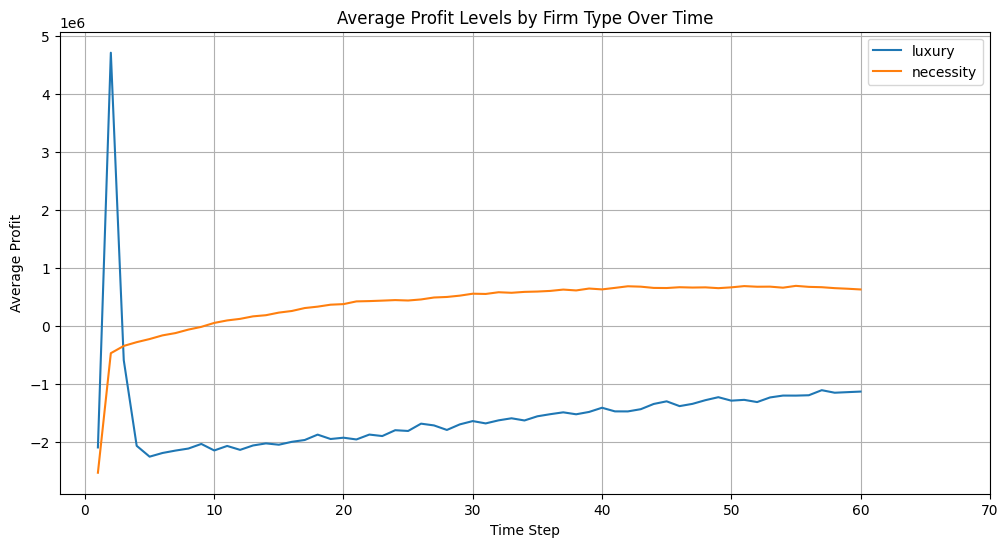 Average Profit Levels by Firm Type Over Time
1e6
5
4
3
2
1
0
−1
−2
Average Profit
luxury
necessity
0 10 20 30 40 50 60 70
Time Step